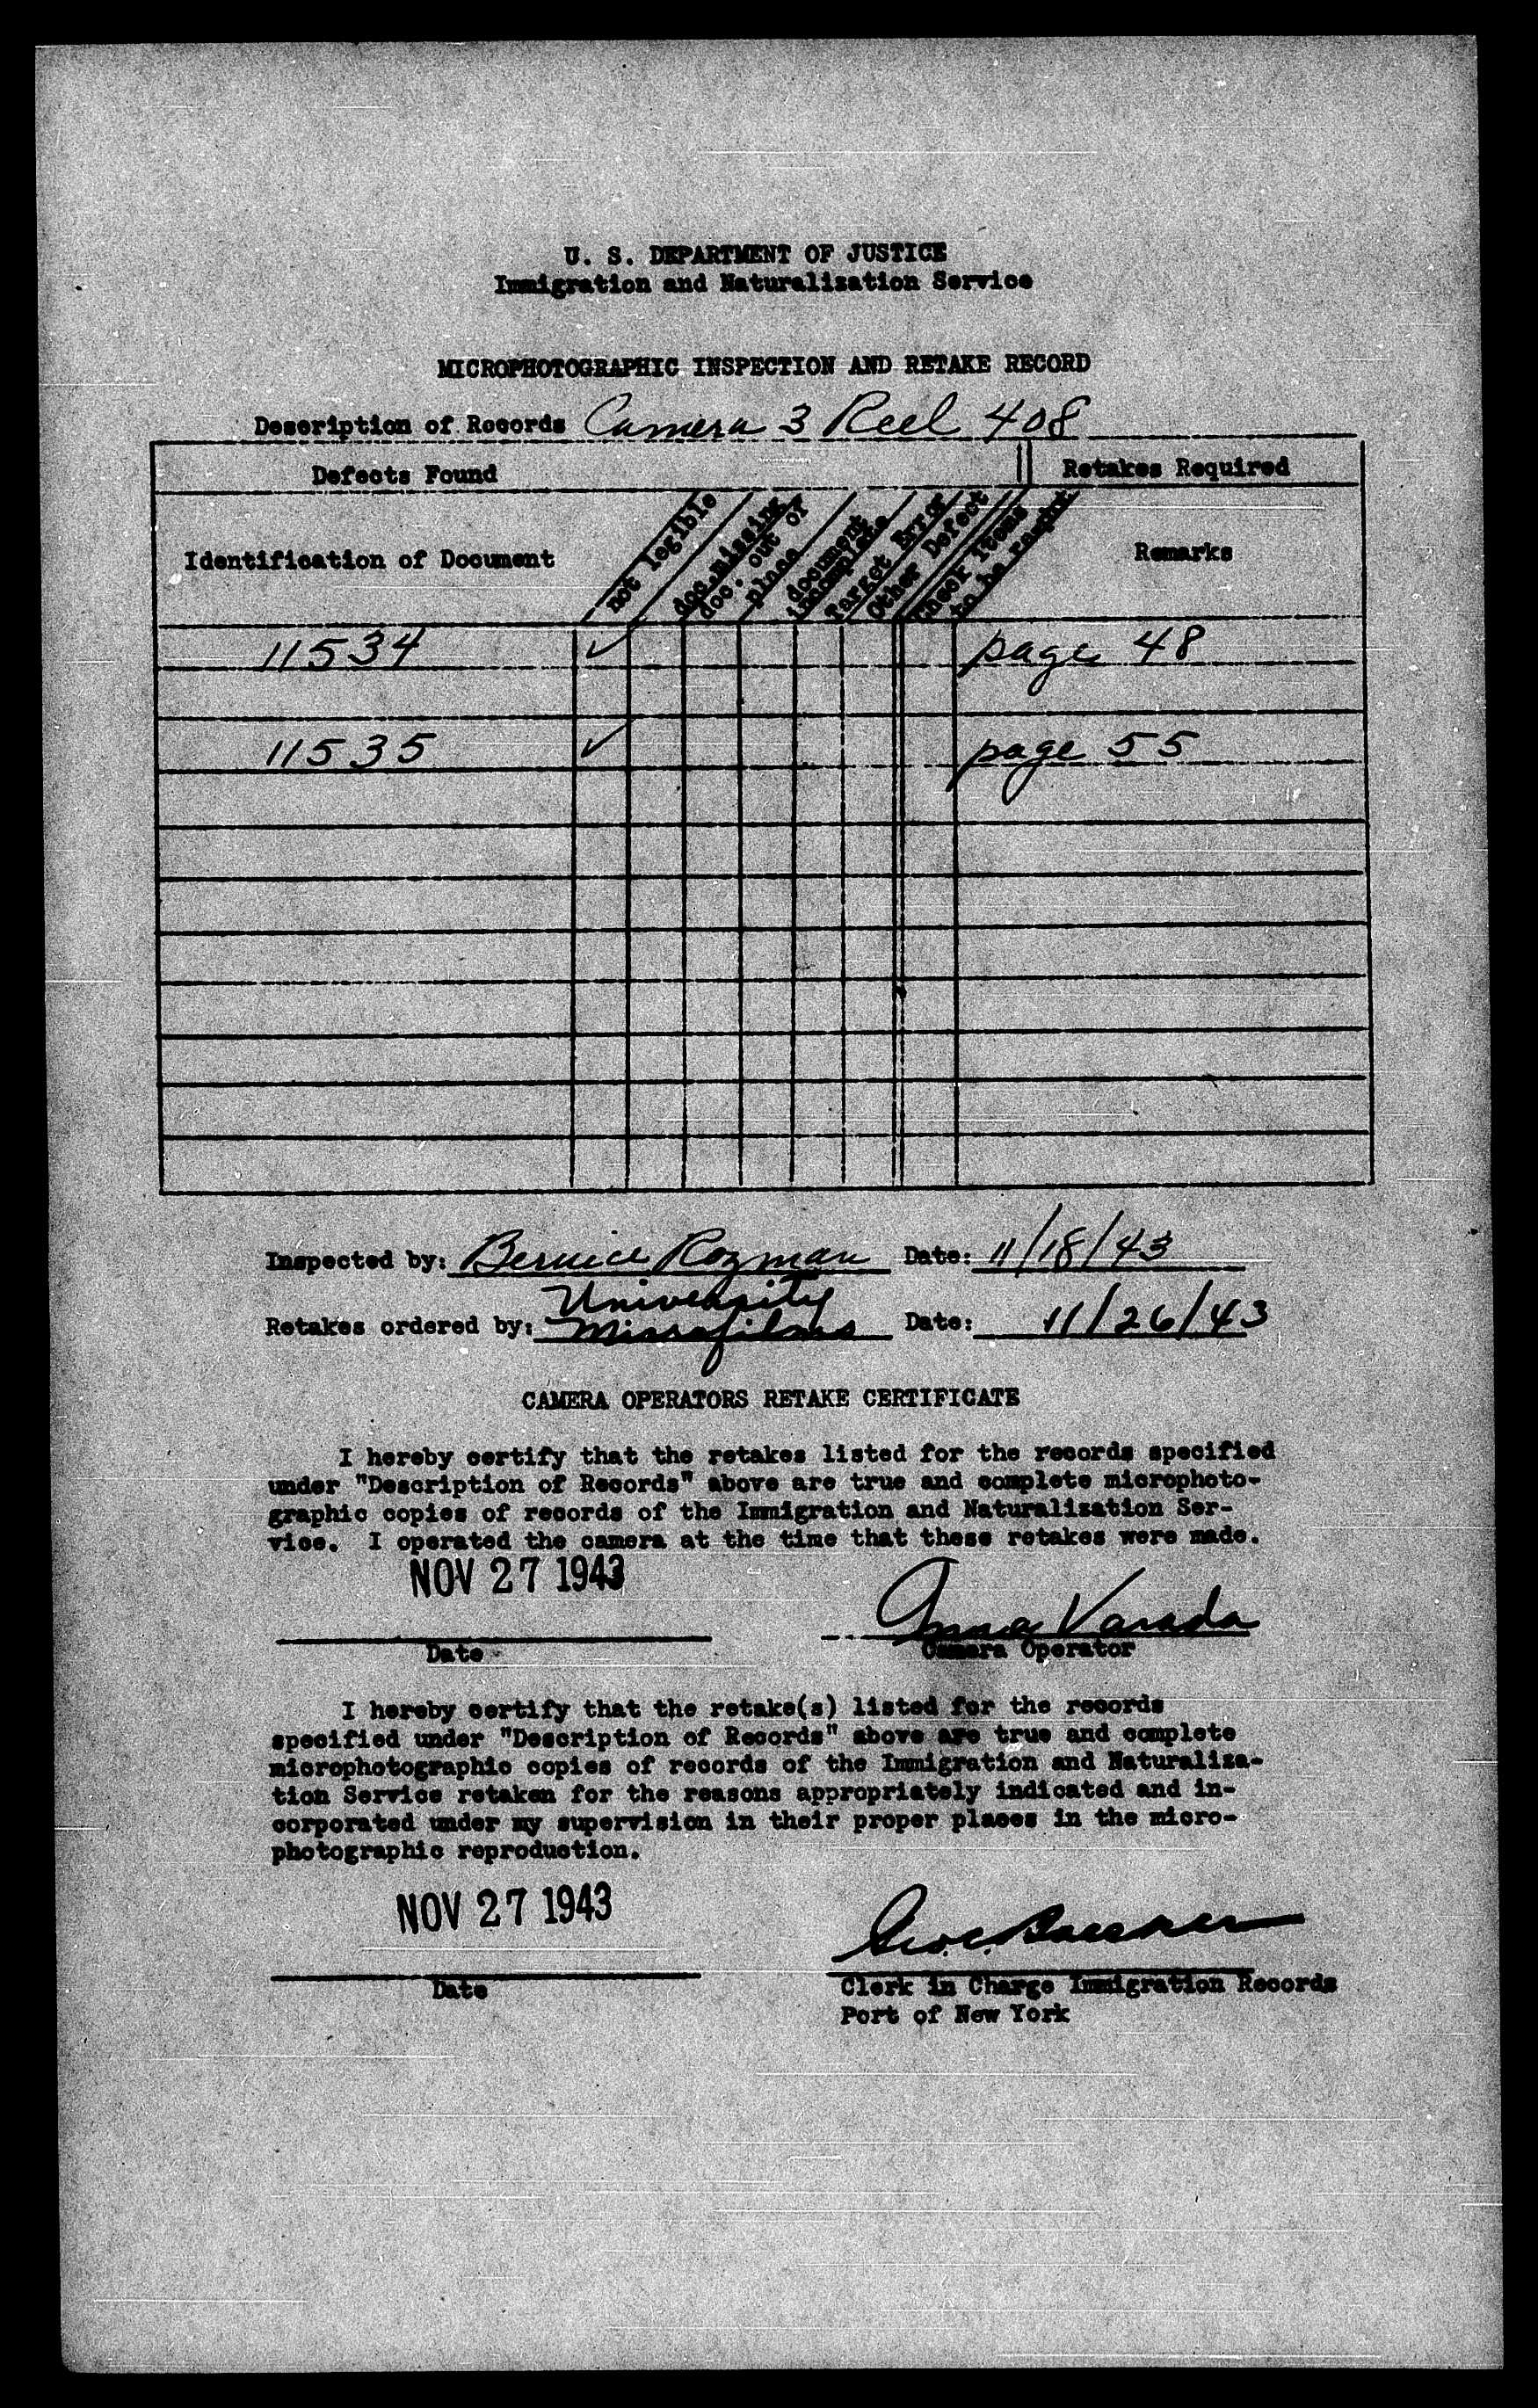 U. S. DEPARTMENT OF JUSTICE
Immigration and Naturalization Service
MICROPHOTOGRAPHIC INSPECTION AND RETAKE RECORD
Description of Records Camera 3 Reel 408
Defects Found
Retakes Required
Identification of Document
not legible
doc. missing
doc. out of
place
document
incomplete
Target Error
Other Defect
Check items
to be rephot
Remarks
11534 ✓ page 48
11535 ✓ page 55
Inspected by: Bernice Rozman Date: 11/18/43
University
Retakes ordered by: Microfilms Date: 11/26/43
CAMERA OPERATORS RETAKE CERTIFICATE
I hereby certify that the retakes listed for the records specified
under "Description of Records" above are true and complete microphoto-
graphic copies of records of the Immigration and Naturalization Ser-
vice. I operated the camera at the time that these retakes were made.
NOV 27 1943
Anna Varada
Date
Camera Operator
I hereby certify that the retake(s) listed for the records
specified under "Description of Records" above are true and complete
microphotographic copies of records of the Immigration and Naturaliza-
tion Service retaken for the reasons appropriately indicated and in-
corporated under my supervision in their proper places in the micro-
photographic reproduction.
NOV 27 1943
Date
Clerk in Charge Immigration Records
Port of New York